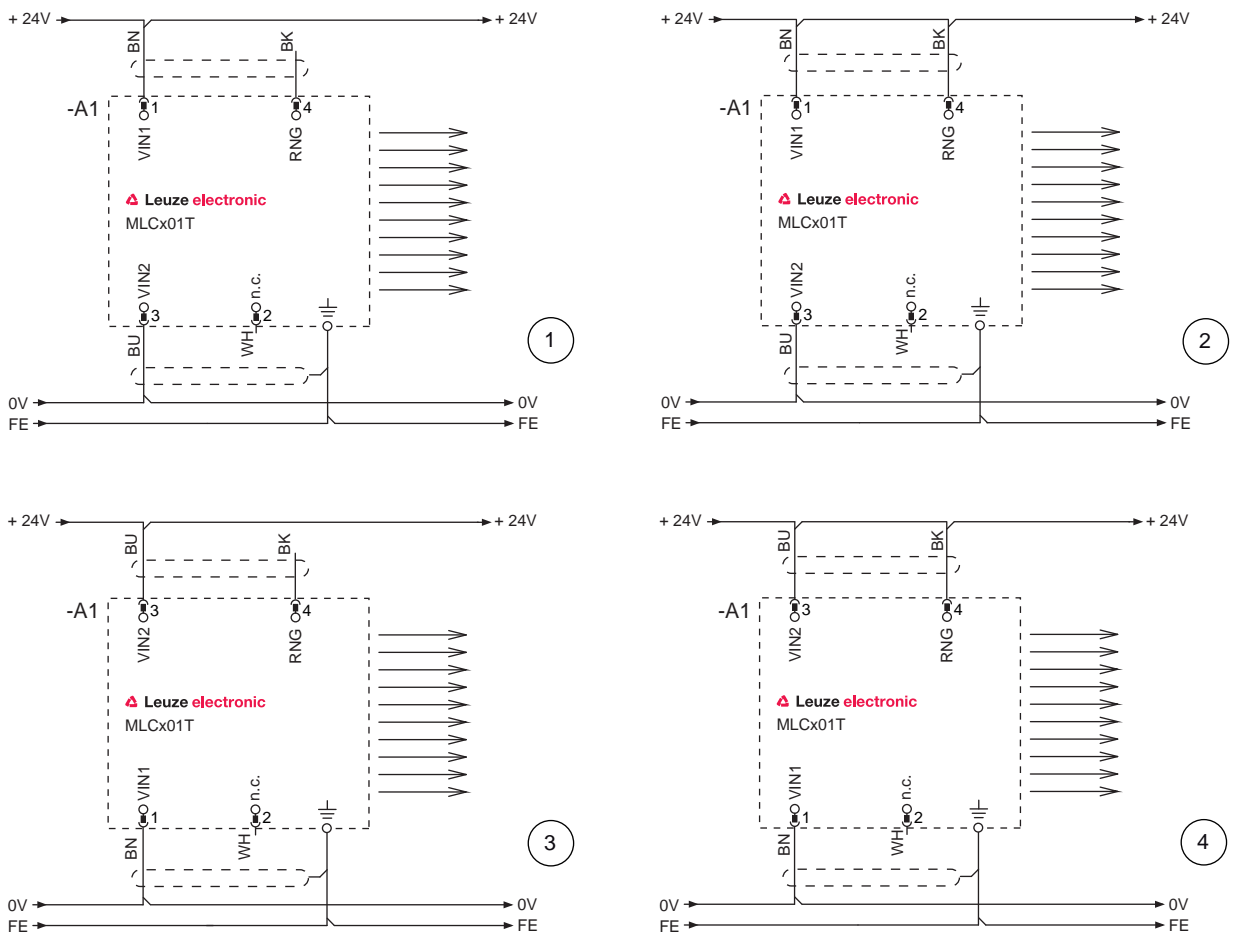 + 24V + 24V
BN BK
-A1 1 4
VIN1 RNG
Leuze electronic
MLCx01T
VIN2 n.c.
3 2
BU WH
1
0V 0V
FE FE
+ 24V + 24V
BN BK
-A1 1 4
VIN1 RNG
Leuze electronic
MLCx01T
VIN2 n.c.
3 2
BU WH
2
0V 0V
FE FE
+ 24V + 24V
BU BK
-A1 3 4
VIN2 RNG
Leuze electronic
MLCx01T
VIN1 n.c.
1 2
BN WH
3
0V 0V
FE FE
+ 24V + 24V
BU BK
-A1 3 4
VIN2 RNG
Leuze electronic
MLCx01T
VIN1 n.c.
1 2
BN WH
4
0V 0V
FE FE